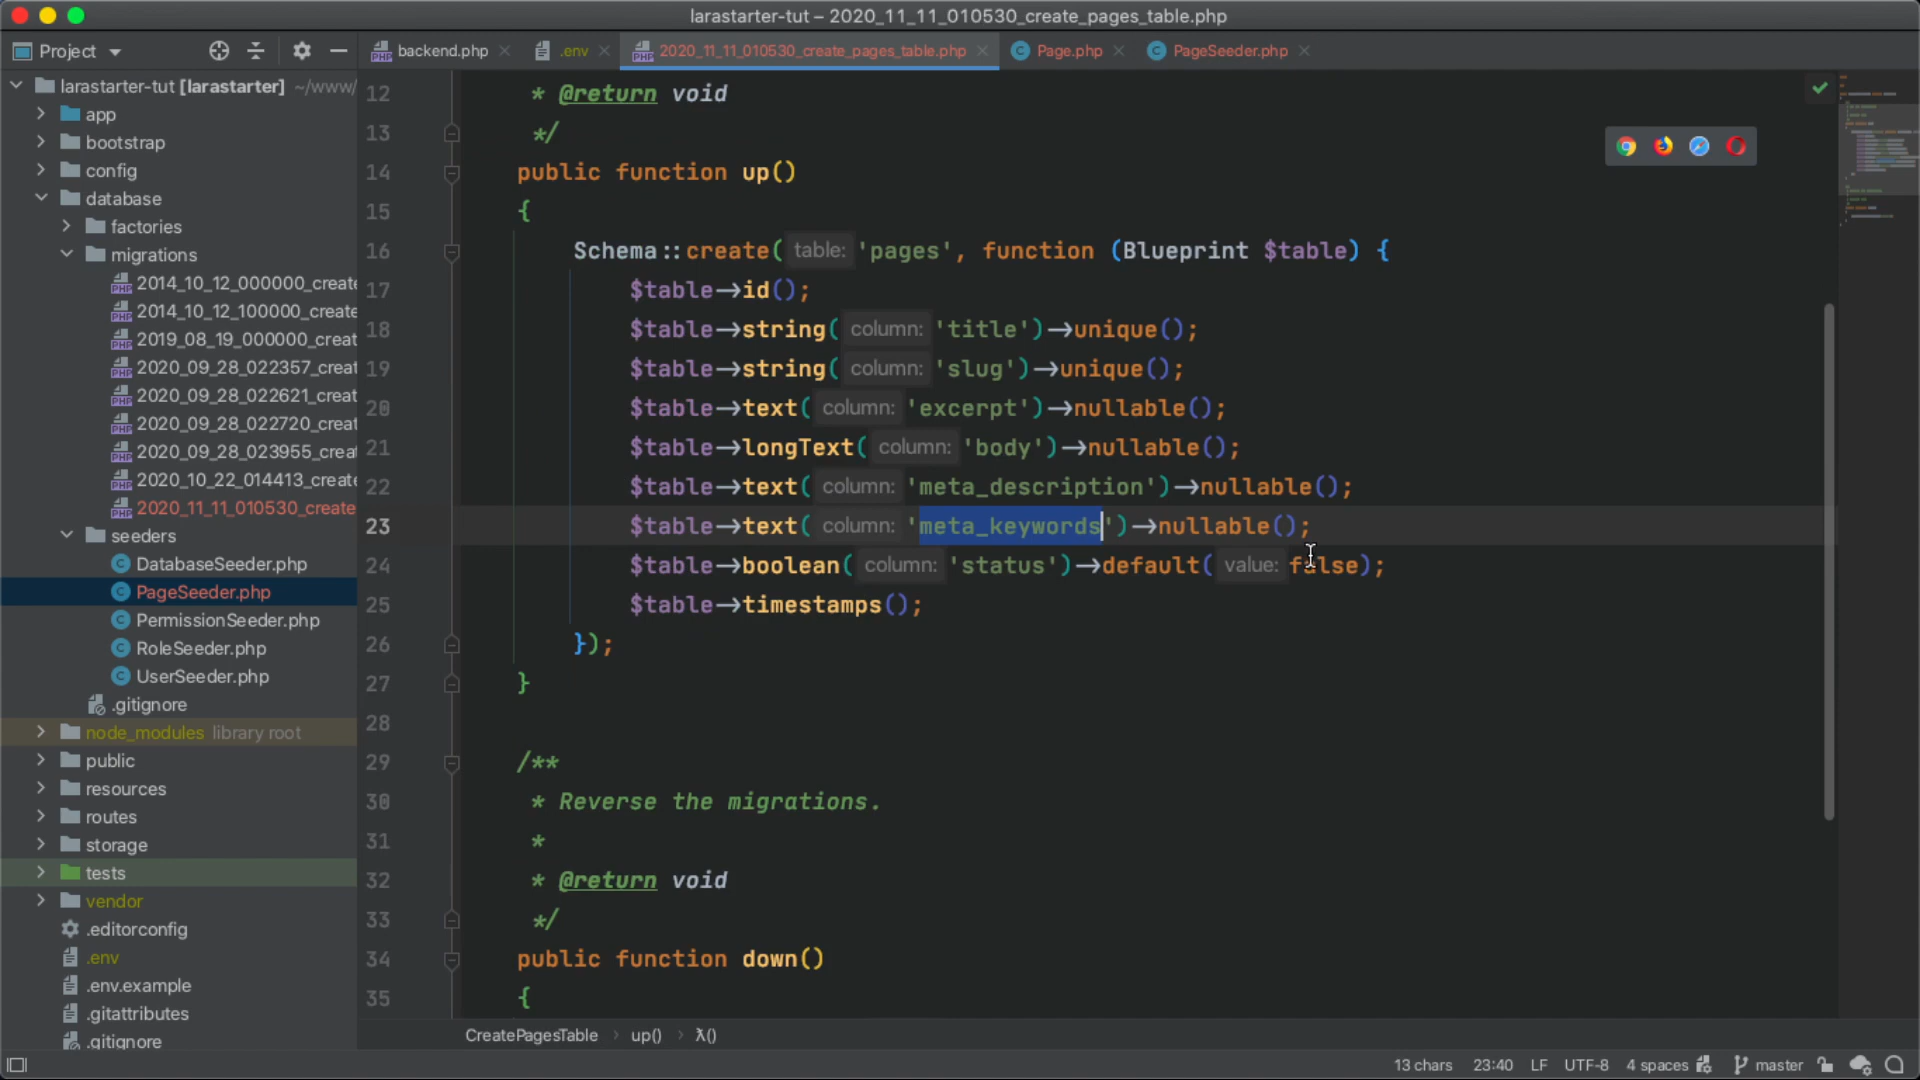 larastarter-tut – 2020_11_11_010530_create_pages_table.php
Project
backend.php
.env
2020_11_11_010530_create_pages_table.php
Page.php
PageSeeder.php
larastarter-tut [larastarter] ~/www/
app
bootstrap
config
database
factories
migrations
2014_10_12_000000_create
2014_10_12_100000_create
2019_08_19_000000_creat
2020_09_28_022357_creat
2020_09_28_022621_creat
2020_09_28_022720_creat
2020_09_28_023955_crea
2020_10_22_014413_creat
2020_11_11_010530_create
seeders
DatabaseSeeder.php
PageSeeder.php
PermissionSeeder.php
RoleSeeder.php
UserSeeder.php
.gitignore
node_modules library root
public
resources
routes
storage
tests
vendor
.editorconfig
.env
.env.example
.gitattributes
.gitignore
12 * @return void
13 */
14 public function up()
15 {
16 Schema::create( table: 'pages', function (Blueprint $table) {
17 $table→id();
18 $table→string( column: 'title')→unique();
19 $table→string( column: 'slug')→unique();
20 $table→text( column: 'excerpt')→nullable();
21 $table→longText( column: 'body')→nullable();
22 $table→text( column: 'meta_description')→nullable();
23 $table→text( column: 'meta_keywords')→nullable();
24 $table→boolean( column: 'status')→default( value: false);
25 $table→timestamps();
26 });
27 }
28
29 /**
30 * Reverse the migrations.
31 *
32 * @return void
33 */
34 public function down()
35 {
CreatePagesTable › up() › λ()
13 chars 23:40 LF UTF-8 4 spaces master